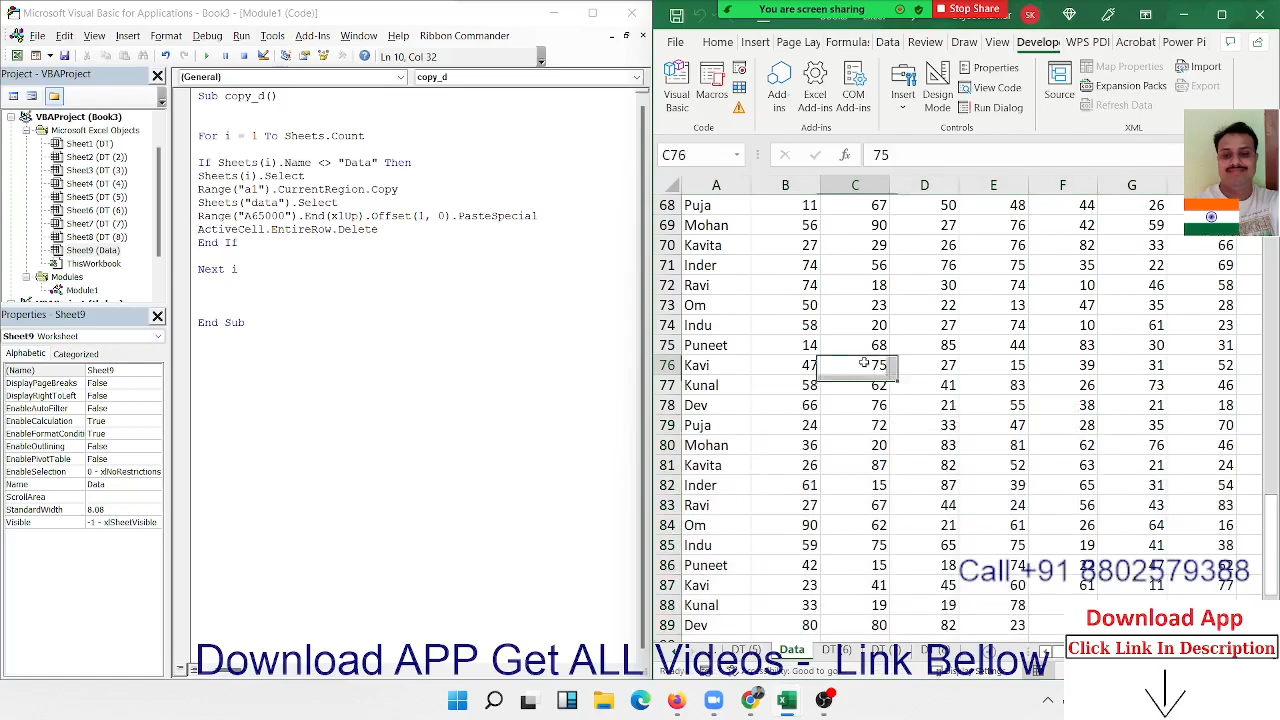 Microsoft Visual Basic for Applications - Book3 - [Module1 (Code)]
File Edit View Insert Format Debug Run Tools Add-Ins Window Help Ribbon Commander
Ln 10, Col 32
Project - VBAProject
VBAProject (Book3)
Microsoft Excel Objects
Sheet1 (DT)
Sheet2 (DT (2))
Sheet3 (DT (3))
Sheet4 (DT (4))
Sheet5 (DT (5))
Sheet6 (DT (6))
Sheet7 (DT (7))
Sheet8 (DT (8))
Sheet9 (Data)
ThisWorkbook
Modules
Module1
Properties - Sheet9
Sheet9 Worksheet
Alphabetic Categorized
(Name) Sheet9
DisplayPageBreaks False
DisplayRightToLeft False
EnableAutoFilter False
EnableCalculation True
EnableFormatCondition True
EnableOutlining False
EnablePivotTable False
EnableSelection 0 - xlNoRestrictions
Name Data
ScrollArea
StandardWidth 8.08
Visible -1 - xlSheetVisible
(General) copy_d
Sub copy_d()
For i = 1 To Sheets.Count
If Sheets(i).Name <> "Data" Then
Sheets(i).Select
Range("a1").CurrentRegion.Copy
Sheets("data").Select
Range("A65000").End(xlUp).Offset(1, 0).PasteSpecial
ActiveCell.EntireRow.Delete
End If
Next i
End Sub
You are screen sharing Stop Share
SK
File Home Insert Page Lay Formulas Data Review Draw View Develop WPS PDI Acrobat Power Pi
Visual Basic Macros Add-ins Excel Add-ins COM Add-ins Insert Design Mode Properties View Code Run Dialog Source Map Properties Expansion Packs Refresh Data Import Export
Code Add-ins Controls XML
C76 fx 75
A B C D E F G
68 Puja 11 67 50 48 44 26
69 Mohan 56 90 27 76 42 59
70 Kavita 27 29 26 76 82 33 66
71 Inder 74 56 76 75 35 22 69
72 Ravi 74 18 30 74 10 46 58
73 Om 50 23 22 13 47 35 28
74 Indu 58 20 27 74 10 61 23
75 Puneet 14 68 85 44 83 30 31
76 Kavi 47 75 27 15 39 31 52
77 Kunal 58 62 41 83 26 73 46
78 Dev 66 76 21 55 38 21 18
79 Puja 24 72 33 47 28 35 70
80 Mohan 36 20 83 81 62 76 46
81 Kavita 26 87 82 52 63 21 24
82 Inder 61 15 87 39 65 31 54
83 Ravi 27 67 44 24 56 43 83
84 Om 90 62 21 61 26 64 16
85 Indu 59 75 65 75 19 41 38
86 Puneet 42 15 18 74
87 Kavi 23 41 45 60 61 11 77
88 Kunal 33 19 19 78
89 Dev 80 80 82 23
Call +91 8802579388
DT (5) Data DT (6)
Download App
Click Link In Description
Download APP Get ALL Videos - Link Bellow